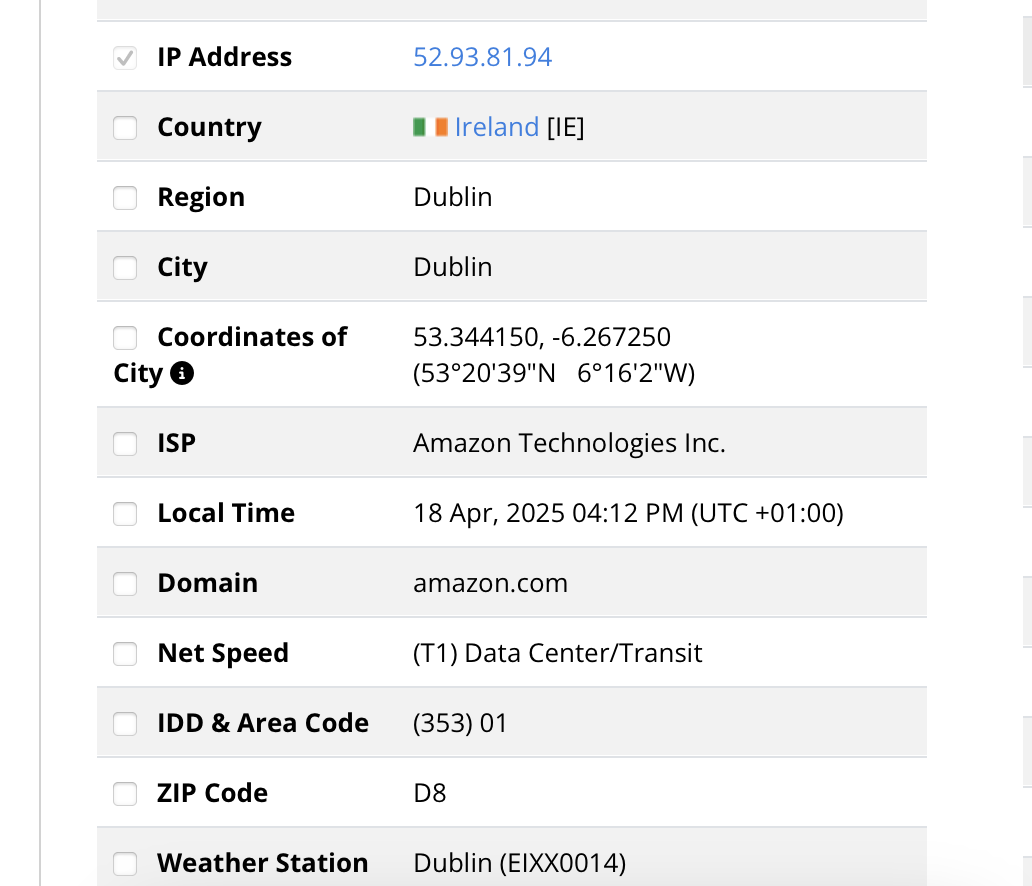 IP Address 52.93.81.94
Country Ireland [IE]
Region Dublin
City Dublin
Coordinates of 53.344150, -6.267250
City (53°20'39"N 6°16'2"W)
ISP Amazon Technologies Inc.
Local Time 18 Apr, 2025 04:12 PM (UTC +01:00)
Domain amazon.com
Net Speed (T1) Data Center/Transit
IDD & Area Code (353) 01
ZIP Code D8
Weather Station Dublin (EIXX0014)